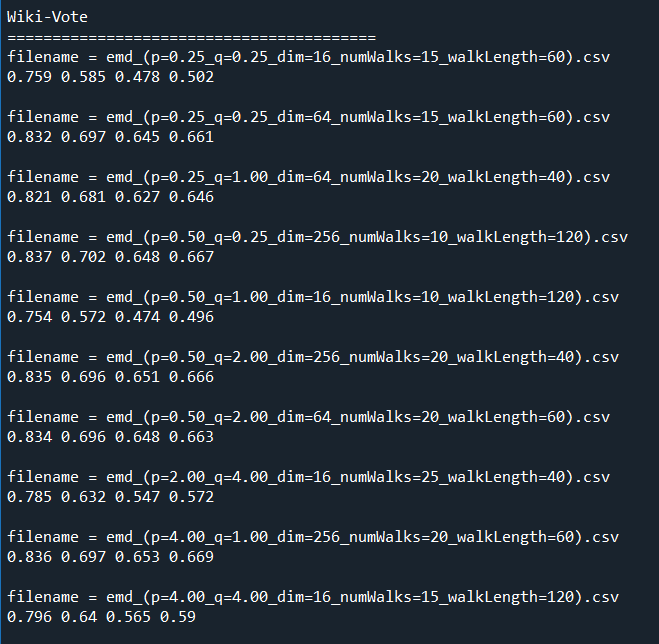 Wiki-Vote
=========================================
filename = emd_(p=0.25_q=0.25_dim=16_numWalks=15_walkLength=60).csv
0.759 0.585 0.478 0.502
filename = emd_(p=0.25_q=0.25_dim=64_numWalks=15_walkLength=60).csv
0.832 0.697 0.645 0.661
filename = emd_(p=0.25_q=1.00_dim=64_numWalks=20_walkLength=40).csv
0.821 0.681 0.627 0.646
filename = emd_(p=0.50_q=0.25_dim=256_numWalks=10_walkLength=120).csv
0.837 0.702 0.648 0.667
filename = emd_(p=0.50_q=1.00_dim=16_numWalks=10_walkLength=120).csv
0.754 0.572 0.474 0.496
filename = emd_(p=0.50_q=2.00_dim=256_numWalks=20_walkLength=40).csv
0.835 0.696 0.651 0.666
filename = emd_(p=0.50_q=2.00_dim=64_numWalks=20_walkLength=60).csv
0.834 0.696 0.648 0.663
filename = emd_(p=2.00_q=4.00_dim=16_numWalks=25_walkLength=40).csv
0.785 0.632 0.547 0.572
filename = emd_(p=4.00_q=1.00_dim=256_numWalks=20_walkLength=60).csv
0.836 0.697 0.653 0.669
filename = emd_(p=4.00_q=4.00_dim=16_numWalks=15_walkLength=120).csv
0.796 0.64 0.565 0.59